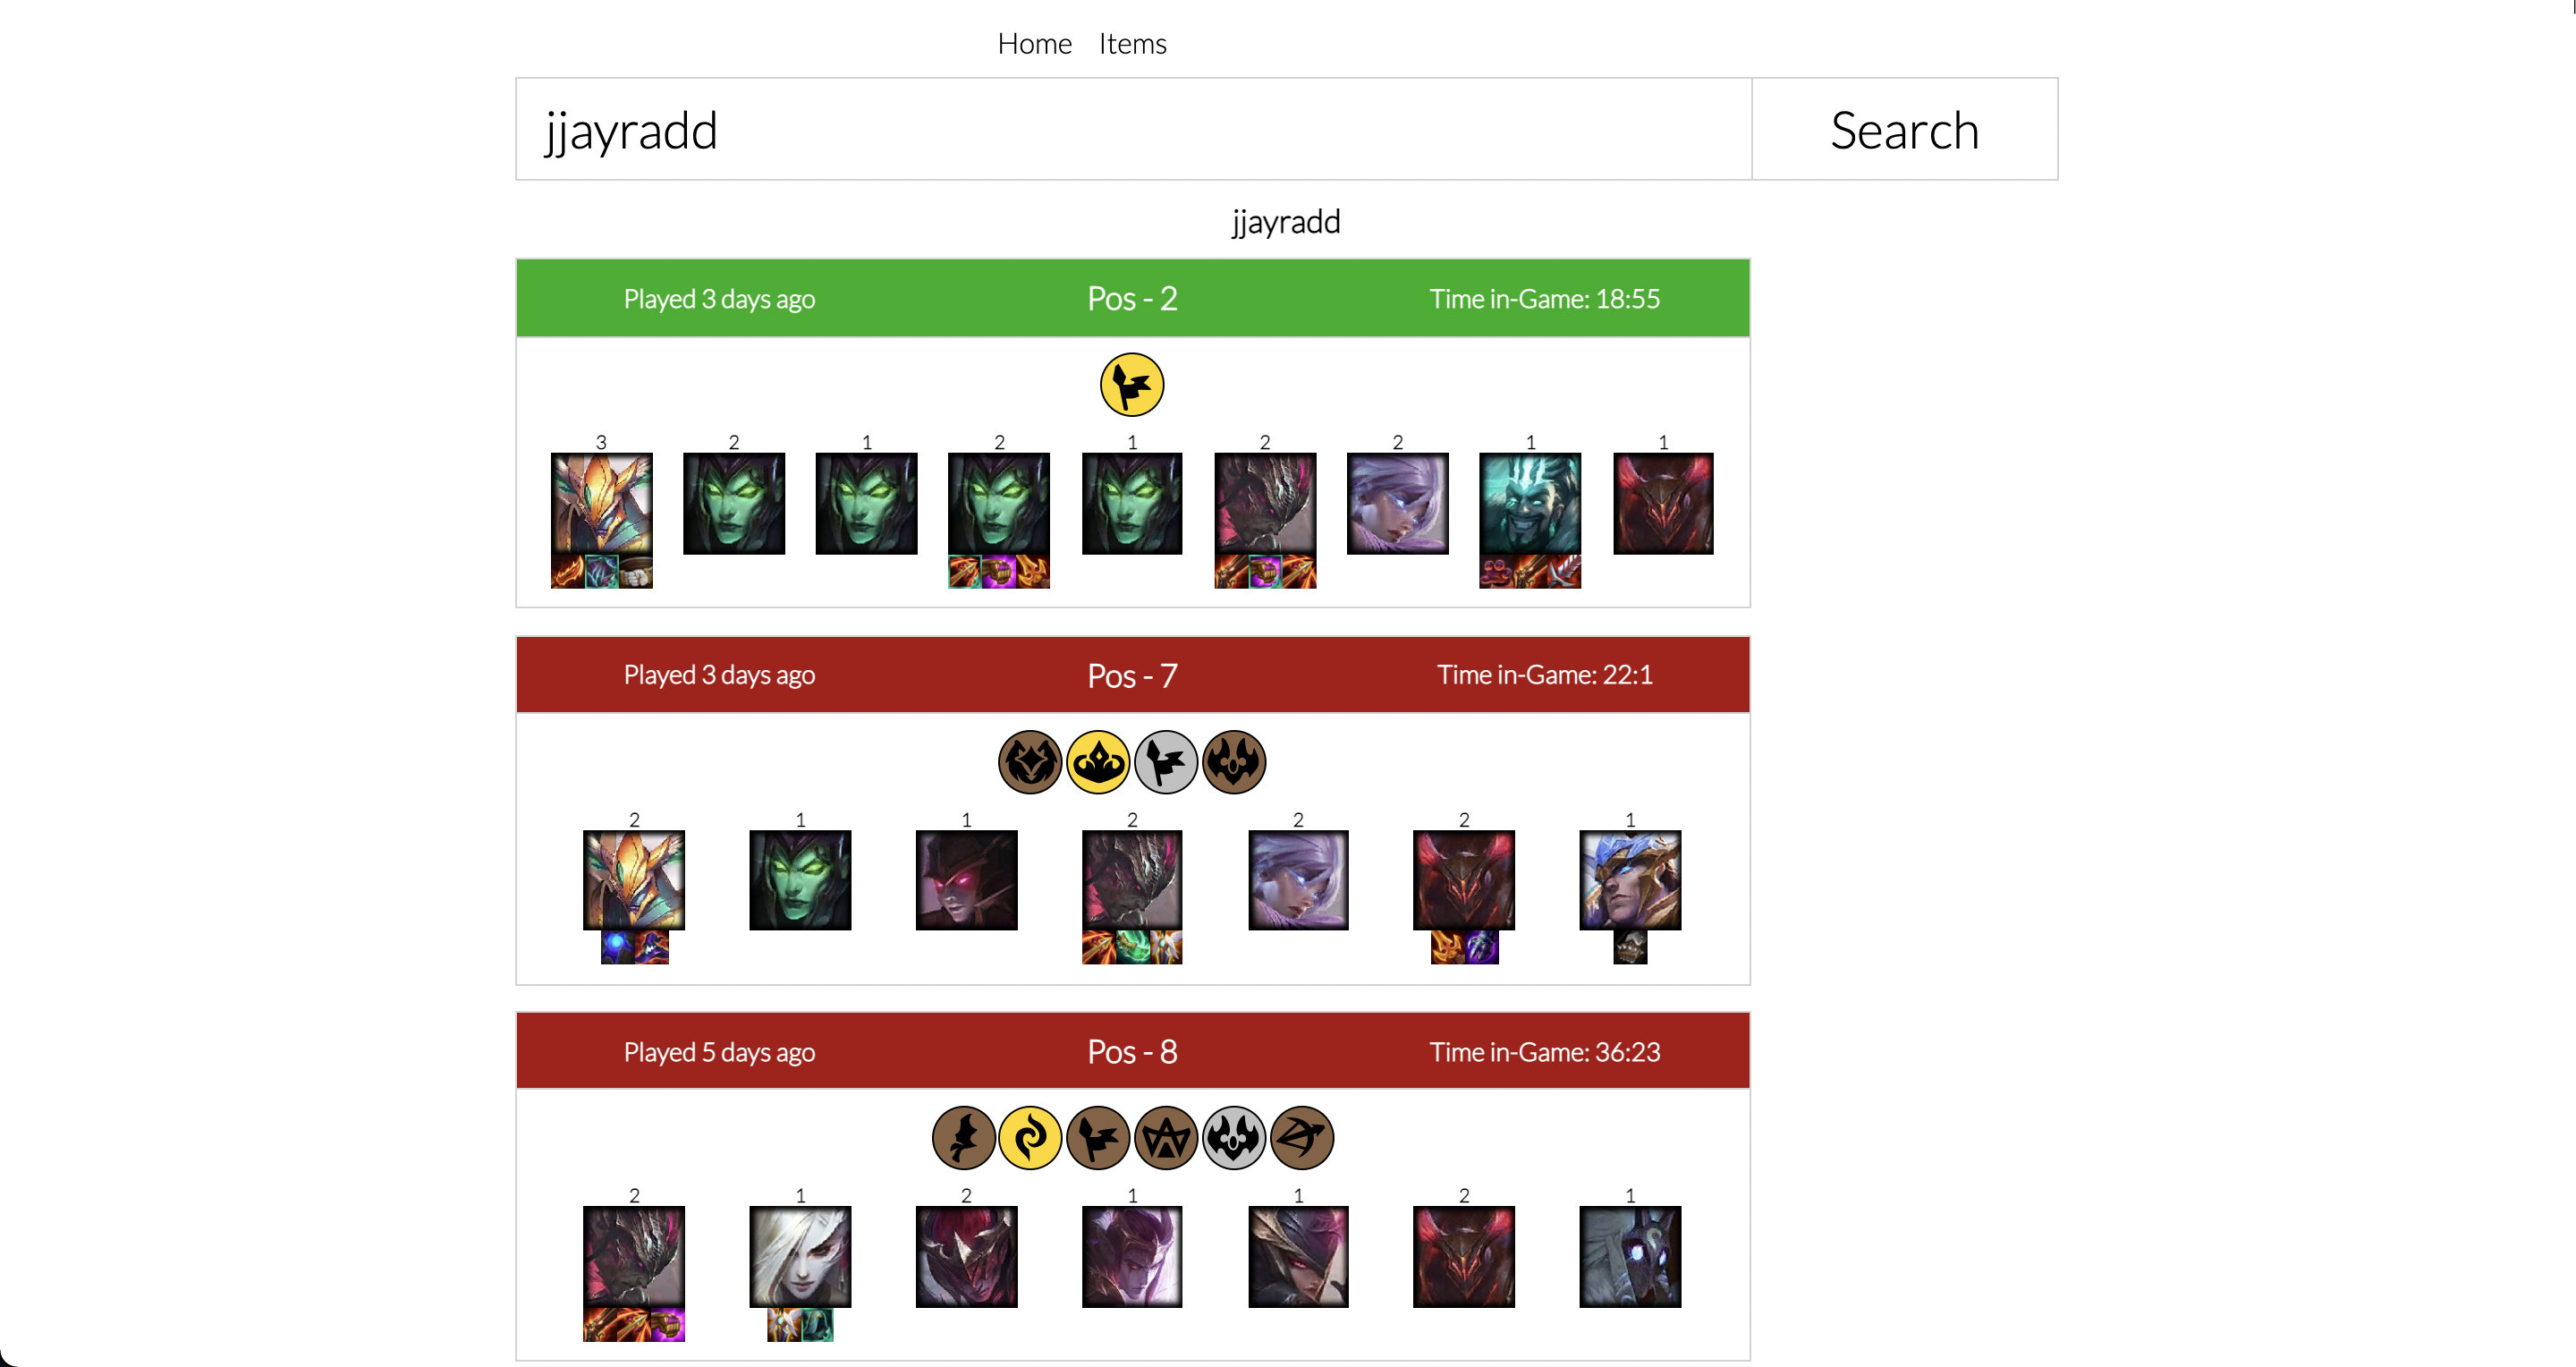 Home Items
jjayradd Search
jjayradd
Played 3 days ago Pos - 2 Time in-Game: 18:55
3 2 1 2 1 2 2 1 1
Played 3 days ago Pos - 7 Time in-Game: 22:1
2 1 1 2 2 2 1
Played 5 days ago Pos - 8 Time in-Game: 36:23
2 1 2 1 1 2 1